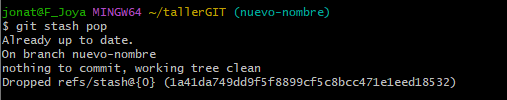 jonat@F_Joya MINGW64 ~/tallerGIT (nuevo-nombre)
$ git stash pop
Already up to date.
On branch nuevo-nombre
nothing to commit, working tree clean
Dropped refs/stash@{0} (1a41da749dd9f5f8899cf5c8bcc471e1eed18532)